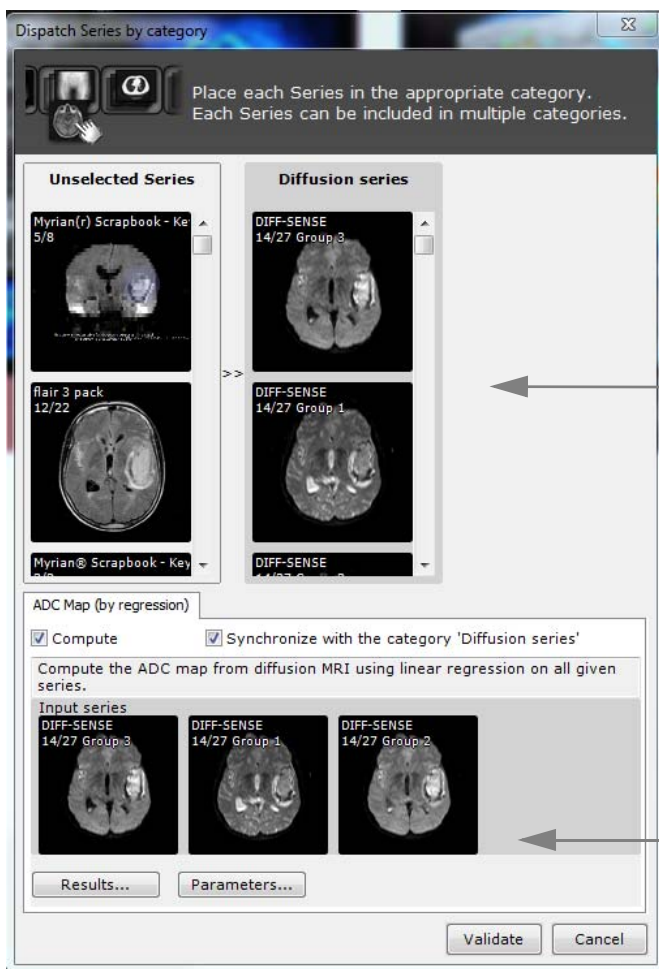 Dispatch Series by category
Place each Series in the appropriate category.
Each Series can be included in multiple categories.
Unselected Series
Myrian(r) Scrapbook - Ke
5/8
flair 3 pack
12/22
Myrian® Scrapbook - Key
>>
Diffusion series
DIFF-SENSE
14/27 Group 3
DIFF-SENSE
14/27 Group 1
DIFF-SENSE
ADC Map (by regression)
Compute
Synchronize with the category 'Diffusion series'
Compute the ADC map from diffusion MRI using linear regression on all given
series.
Input series
DIFF-SENSE
14/27 Group 3
DIFF-SENSE
14/27 Group 1
DIFF-SENSE
14/27 Group 2
Results...
Parameters...
Validate
Cancel